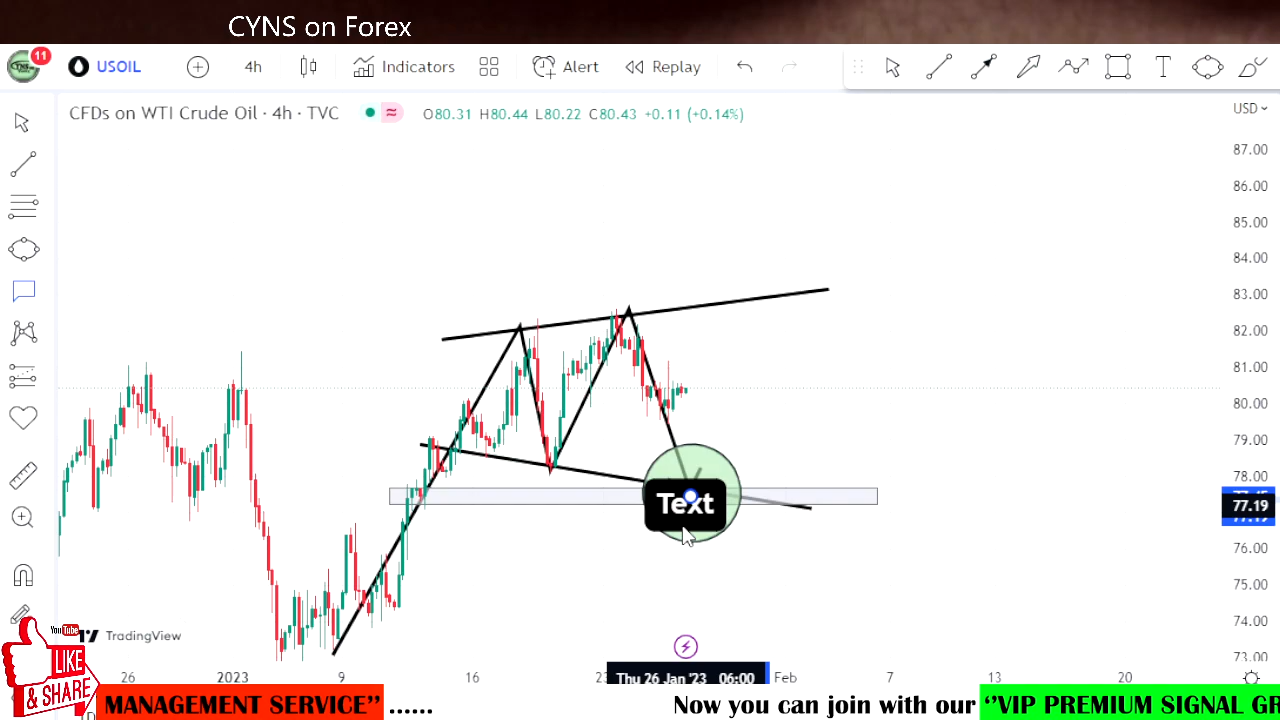 CYNS on Forex
11
USOIL
4h
Indicators
Alert
Replay
CFDs on WTI Crude Oil · 4h · TVC
O80.31 H80.44 L80.22 C80.43 +0.11 (+0.14%)
USD
87.00
86.00
85.00
84.00
83.00
82.00
81.00
80.00
79.00
78.00
77.19
76.00
75.00
74.00
73.00
Text
TradingView
26
2023
9
16
Thu 26 Jan '23 06:00
Feb
7
13
20
You Tube
LIKE
& SHARE
MANAGEMENT SERVICE” ......
Now you can join with our
“VIP PREMIUM SIGNAL GR